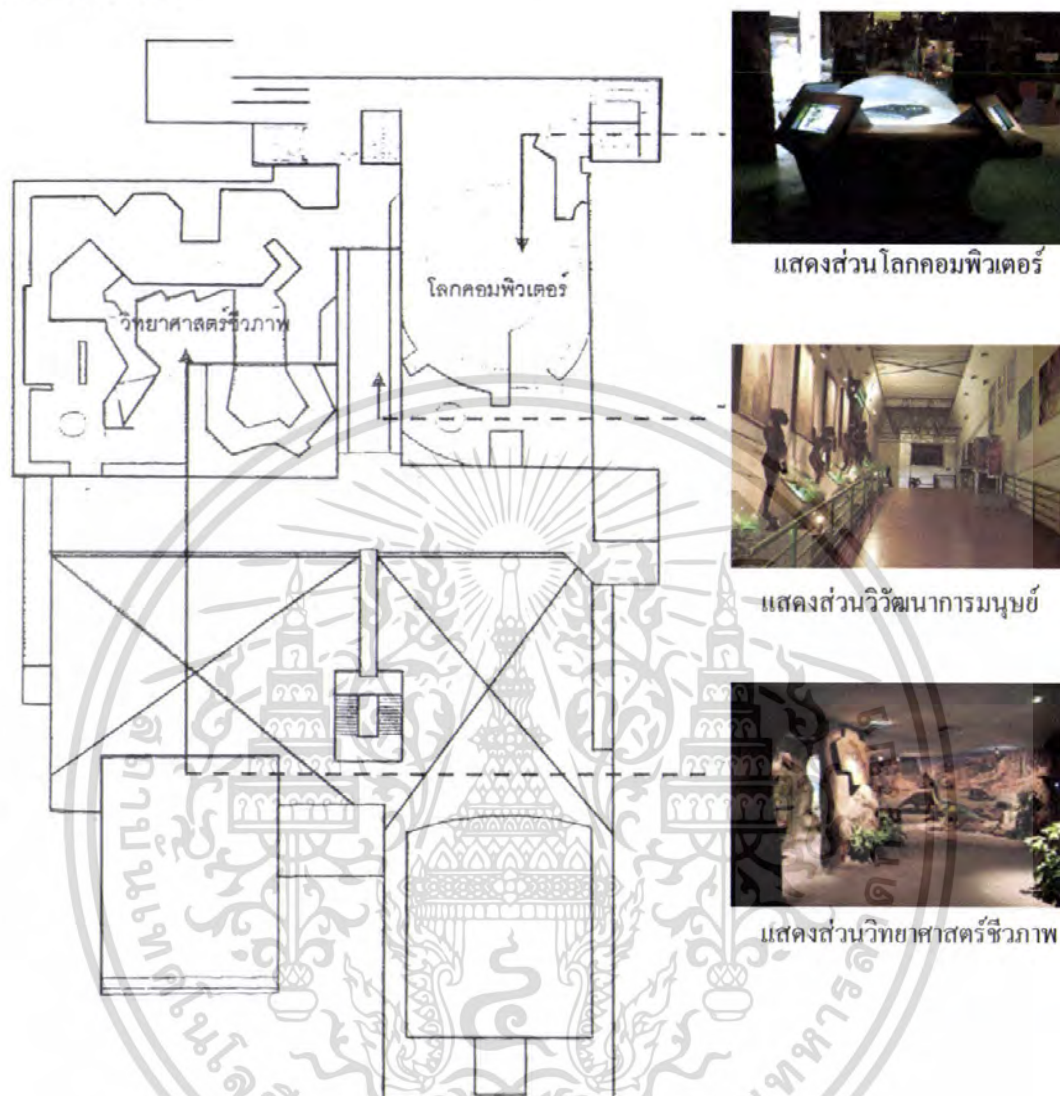 โลกคอมพิวเตอร์
วิทยาศาสตร์ชีวภาพ
แสดงส่วนโลกคอมพิวเตอร์
แสดงส่วนวิวัฒนาการมนุษย์
แสดงส่วนวิทยาศาสตร์ชีวภาพ